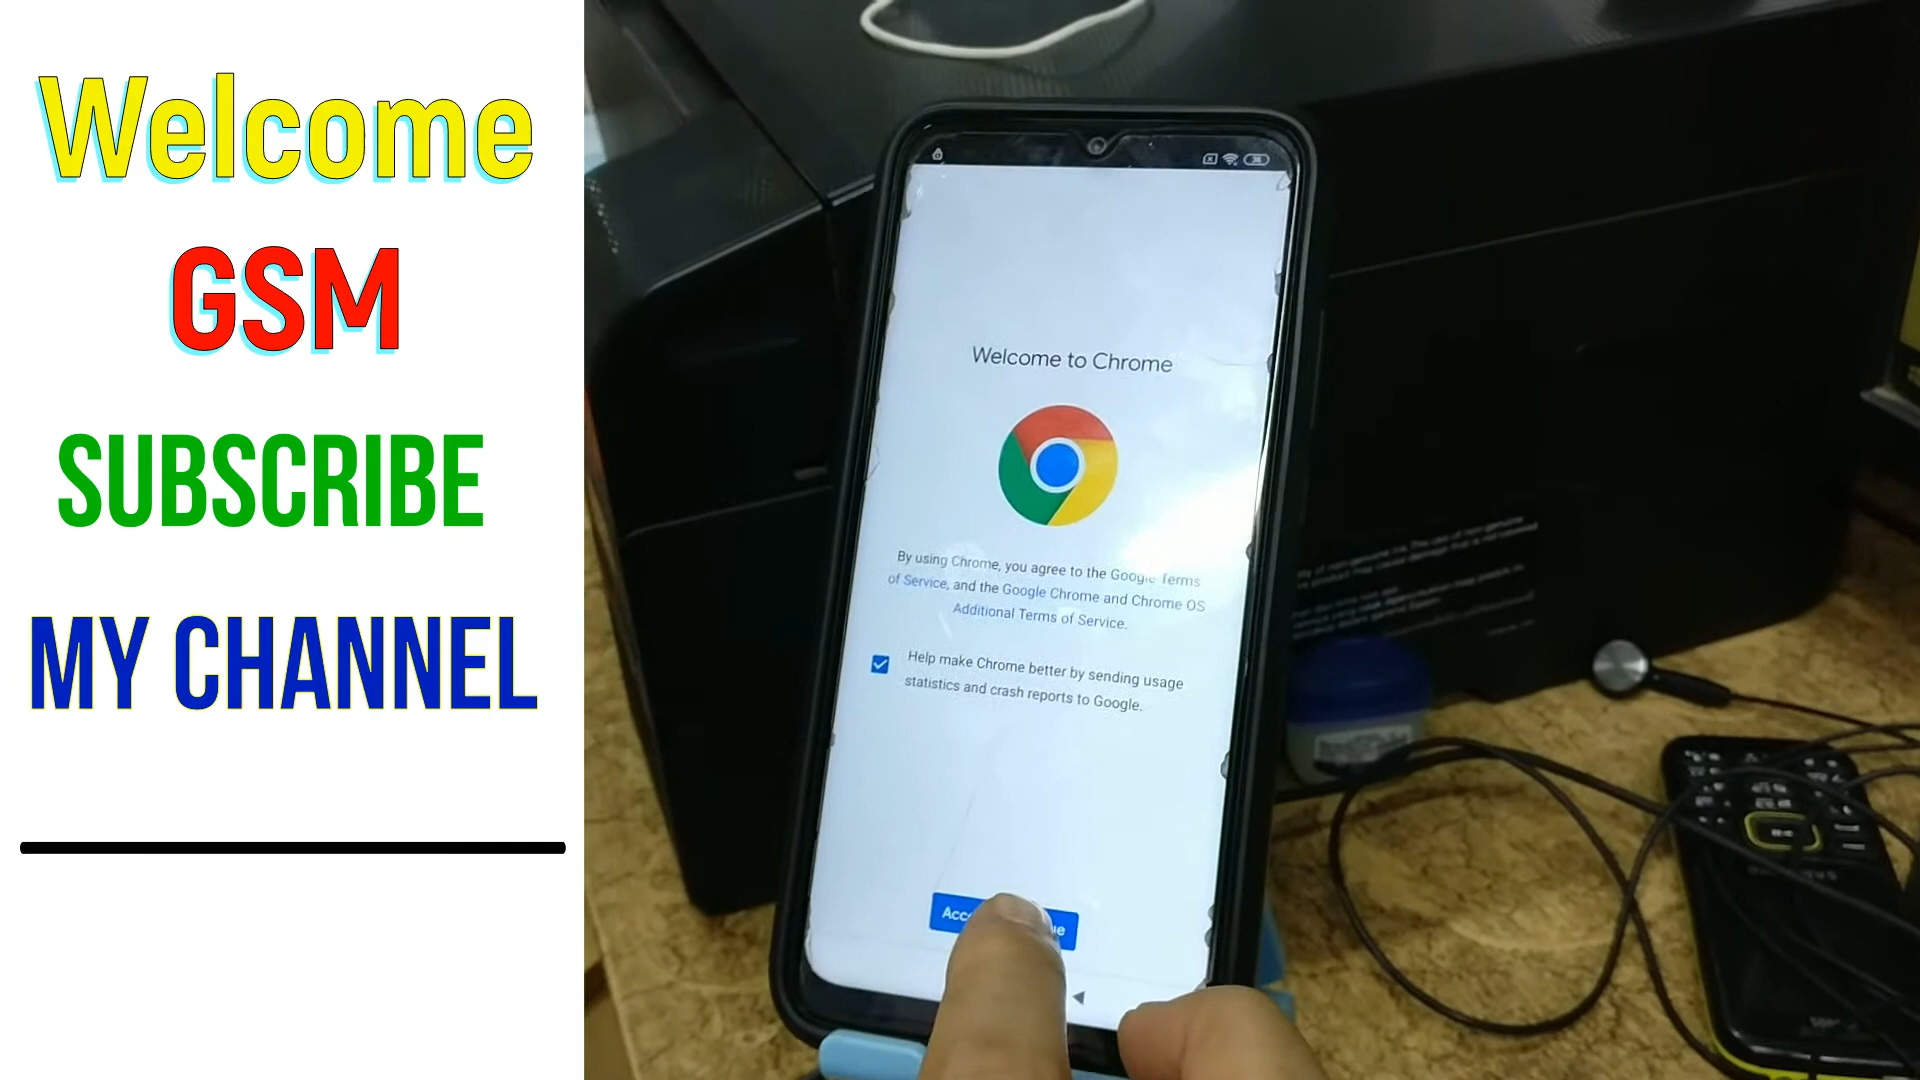 Welcome
GSM
SUBSCRIBE
MY CHANNEL
Welcome to Chrome
By using Chrome, you agree to the Google Terms
of Service, and the Google Chrome and Chrome OS
Additional Terms of Service.
Help make Chrome better by sending usage
statistics and crash reports to Google.